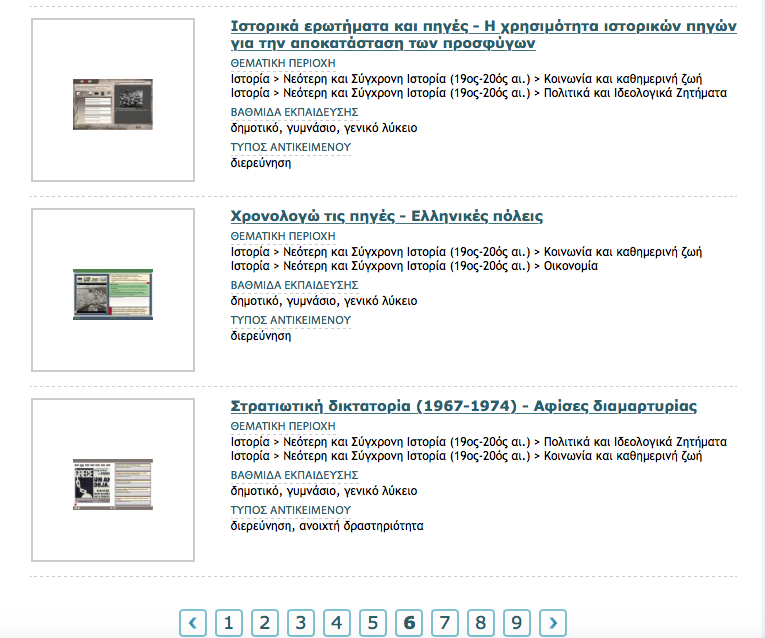 Ιστορικά ερωτήματα και πηγές - Η χρησιμότητα ιστορικών πηγών
για την αποκατάσταση των προσφύγων
ΘΕΜΑΤΙΚΗ ΠΕΡΙΟΧΗ
Ιστορία > Νεότερη και Σύγχρονη Ιστορία (19ος-20ός αι.) > Κοινωνία και καθημερινή ζωή
Ιστορία > Νεότερη και Σύγχρονη Ιστορία (19ος-20ός αι.) > Πολιτικά και Ιδεολογικά Ζητήματα
ΒΑΘΜΙΔΑ ΕΚΠΑΙΔΕΥΣΗΣ
δημοτικό, γυμνάσιο, γενικό λύκειο
ΤΥΠΟΣ ΑΝΤΙΚΕΙΜΕΝΟΥ
διερεύνηση
Χρονολογώ τις πηγές - Ελληνικές πόλεις
ΘΕΜΑΤΙΚΗ ΠΕΡΙΟΧΗ
Ιστορία > Νεότερη και Σύγχρονη Ιστορία (19ος-20ός αι.) > Κοινωνία και καθημερινή ζωή
Ιστορία > Νεότερη και Σύγχρονη Ιστορία (19ος-20ός αι.) > Οικονομία
ΒΑΘΜΙΔΑ ΕΚΠΑΙΔΕΥΣΗΣ
δημοτικό, γυμνάσιο, γενικό λύκειο
ΤΥΠΟΣ ΑΝΤΙΚΕΙΜΕΝΟΥ
διερεύνηση
Στρατιωτική δικτατορία (1967-1974) - Αφίσες διαμαρτυρίας
ΘΕΜΑΤΙΚΗ ΠΕΡΙΟΧΗ
Ιστορία > Νεότερη και Σύγχρονη Ιστορία (19ος-20ός αι.) > Πολιτικά και Ιδεολογικά Ζητήματα
Ιστορία > Νεότερη και Σύγχρονη Ιστορία (19ος-20ός αι.) > Κοινωνία και καθημερινή ζωή
ΒΑΘΜΙΔΑ ΕΚΠΑΙΔΕΥΣΗΣ
δημοτικό, γυμνάσιο, γενικό λύκειο
ΤΥΠΟΣ ΑΝΤΙΚΕΙΜΕΝΟΥ
διερεύνηση, ανοιχτή δραστηριότητα
‹ 1 2 3 4 5 6 7 8 9 ›